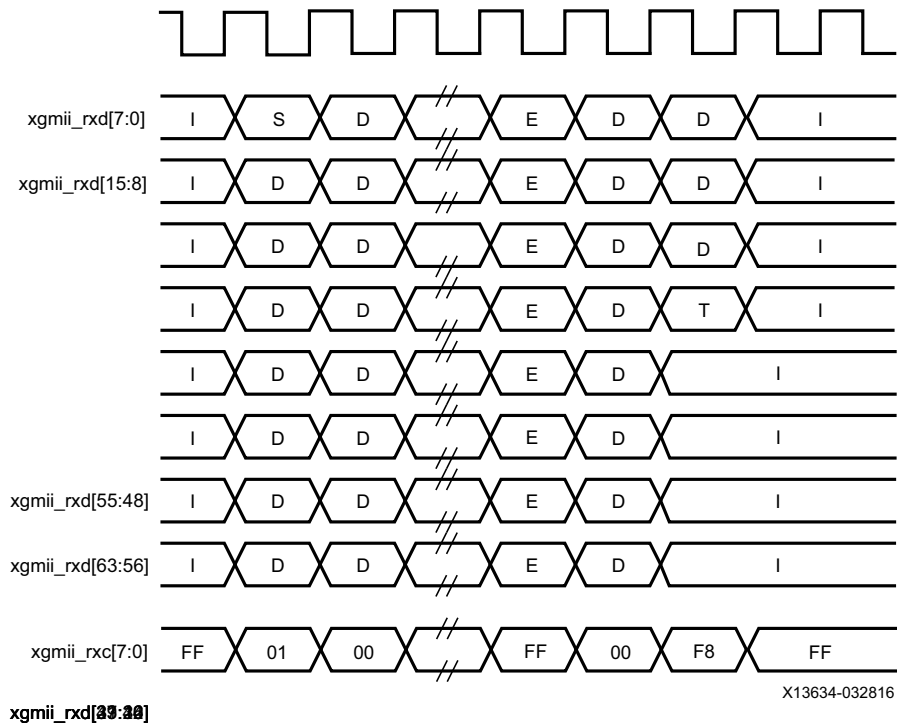 xgmii_rxd[7:0] I S D E D D I
xgmii_rxd[15:8] I D D E D D I
I D D E D D I
I D D E D T I
I D D E D I
I D D E D I
xgmii_rxd[55:48] I D D E D I
xgmii_rxd[63:56] I D D E D I
xgmii_rxc[7:0] FF 01 00 FF 00 F8 FF
X13634-032816